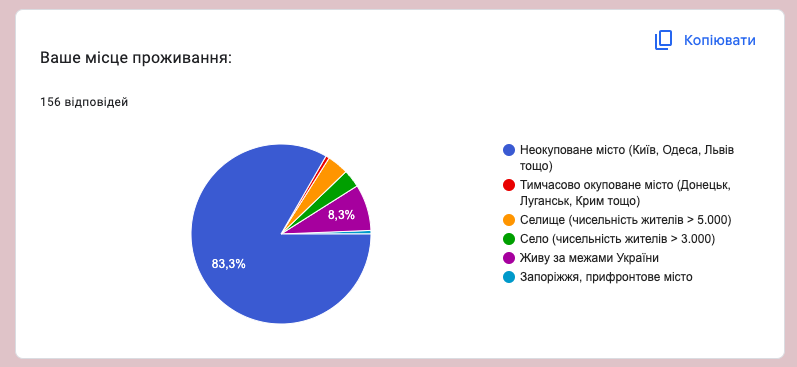 Копіювати
Ваше місце проживання:
156 відповідей
83,3%
8,3%
Неокуповане місто (Київ, Одеса, Львів
тощо)
Тимчасово окуповане місто (Донецьк,
Луганськ, Крим тощо)
Селище (чисельність жителів > 5.000)
Село (чисельність жителів > 3.000)
Живу за межами України
Запоріжжя, прифронтове місто